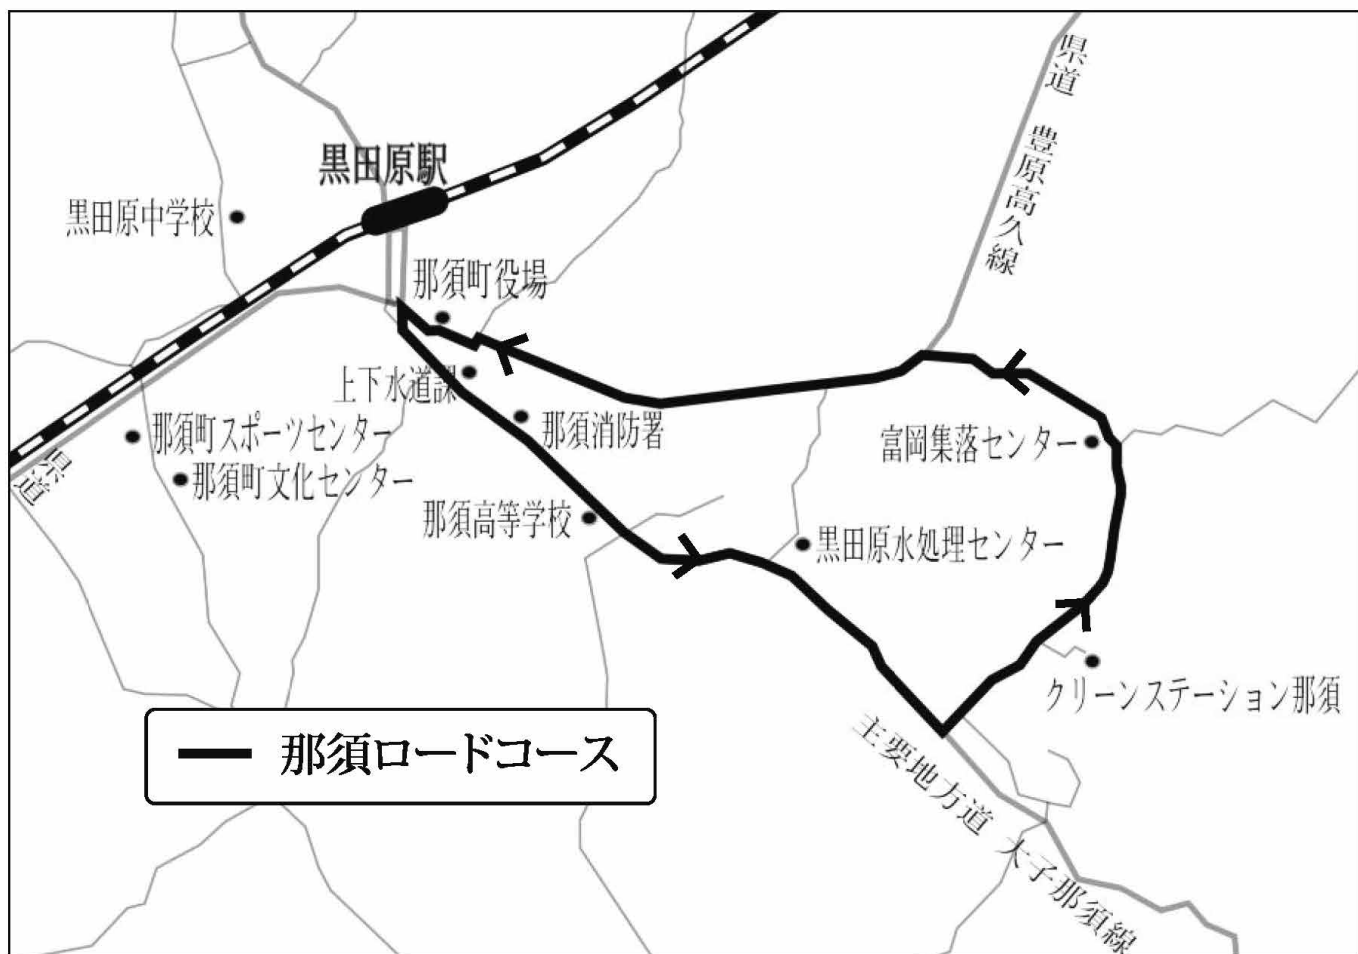 県道 豊原高久線
黒田原駅
黒田原中学校
那須町役場
上下水道課
那須消防署
那須町スポーツセンター
県道
那須町文化センター
富岡集落センター
那須高等学校
黒田原水処理センター
クリーンステーション那須
主要地方道 大子那須線
那須ロードコース